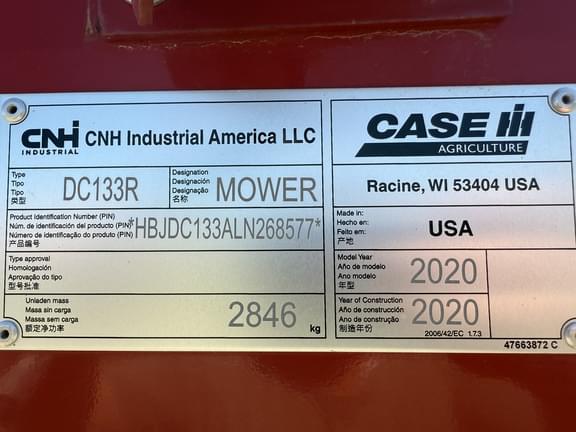 CNH INDUSTRIAL CNH Industrial America LLC
Type
Tipo
Tipo
类型
DC133R
Designation
Designación
Designação
名称
MOWER
Product Identification Number (PIN)
Núm. de identificación del producto (PIN)
Número de identificação do produto (PIN)
产品编号
*HBJDC133ALN268577*
Type approval
Homologación
Aprovação do tipo
型号批准
Unladen mass
Masa sin carga
Massa sem carga
额定净功率
2846 kg
CASE IH
AGRICULTURE
Racine, WI 53404 USA
Made in:
Hecho en:
Feito em:
产地
USA
Model Year
Año de modelo
Ano de modelo
年型
2020
Year of Construction
Año de construcción
Ano de construção
制造年份
2020
2006/42/EC 1.7.3
47663872 C